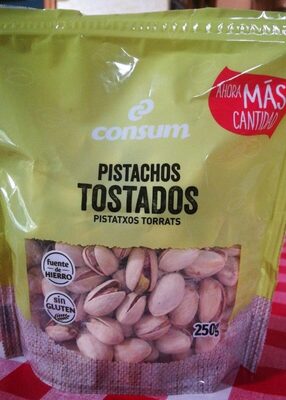 consum
AHORA
MÁS
CANTIDAD
PISTACHOS
TOSTADOS
PISTATXOS TORRATS
fuente
de
HIERRO
sin
GLUTEN
250g